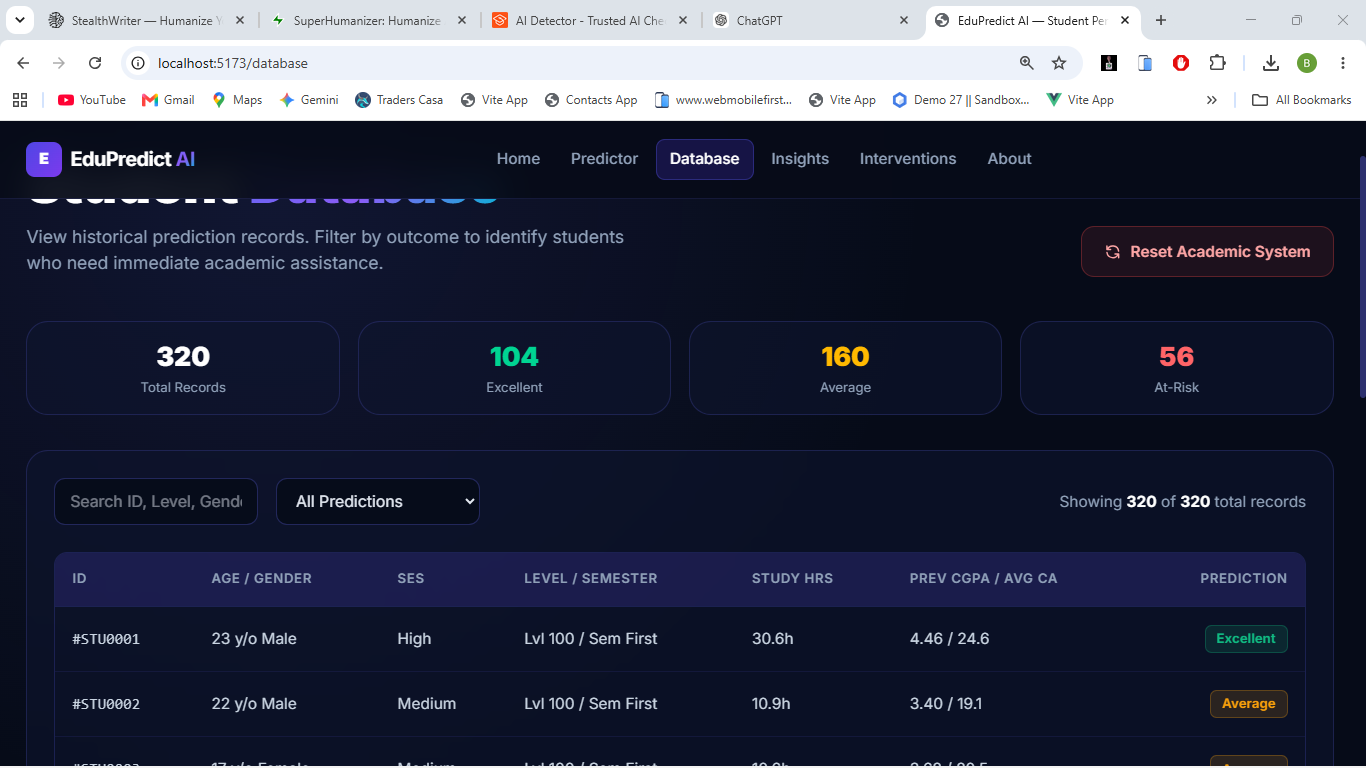 StealthWriter — Humanize Y
SuperHumanizer: Humanize
AI Detector - Trusted AI Che
ChatGPT
EduPredict AI — Student Per
localhost:5173/database
B
YouTube
Gmail
Maps
Gemini
Traders Casa
Vite App
Contacts App
www.webmobilefirst...
Vite App
Demo 27 || Sandbox...
Vite App
All Bookmarks
E EduPredict AI
Home
Predictor
Database
Insights
Interventions
About
Student Database
View historical prediction records. Filter by outcome to identify students
who need immediate academic assistance.
Reset Academic System
320
Total Records
104
Excellent
160
Average
56
At-Risk
Search ID, Level, Gende
All Predictions
Showing 320 of 320 total records
ID AGE / GENDER SES LEVEL / SEMESTER STUDY HRS PREV CGPA / AVG CA PREDICTION
#STU0001 23 y/o Male High Lvl 100 / Sem First 30.6h 4.46 / 24.6 Excellent
#STU0002 22 y/o Male Medium Lvl 100 / Sem First 10.9h 3.40 / 19.1 Average